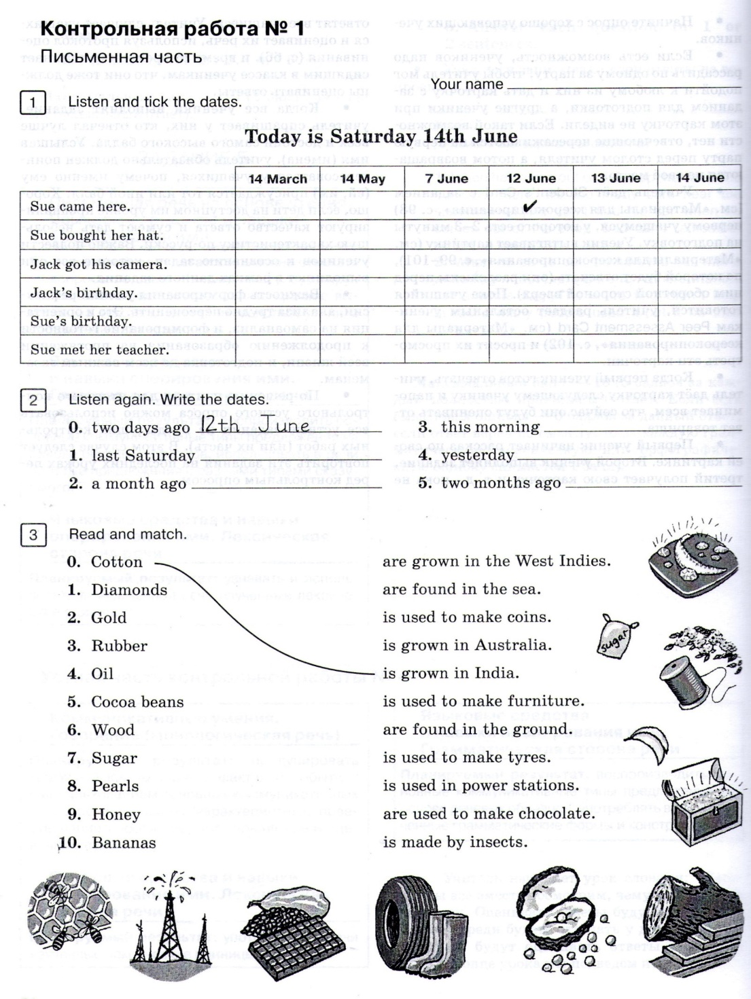 Контрольная работа № 1
Письменная часть
Your name
1 Listen and tick the dates.
Today is Saturday 14th June
14 March 14 May 7 June 12 June 13 June 14 June
Sue came here. ✓
Sue bought her hat.
Jack got his camera.
Jack's birthday.
Sue's birthday.
Sue met her teacher.
2 Listen again. Write the dates.
0. two days ago 12th June
1. last Saturday
2. a month ago
3. this morning
4. yesterday
5. two months ago
3 Read and match.
0. Cotton
1. Diamonds
2. Gold
3. Rubber
4. Oil
5. Cocoa beans
6. Wood
7. Sugar
8. Pearls
9. Honey
10. Bananas
are grown in the West Indies.
are found in the sea.
is used to make coins.
is grown in Australia.
is grown in India.
is used to make furniture.
are found in the ground.
is used to make tyres.
is used in power stations.
are used to make chocolate.
is made by insects.
sugar